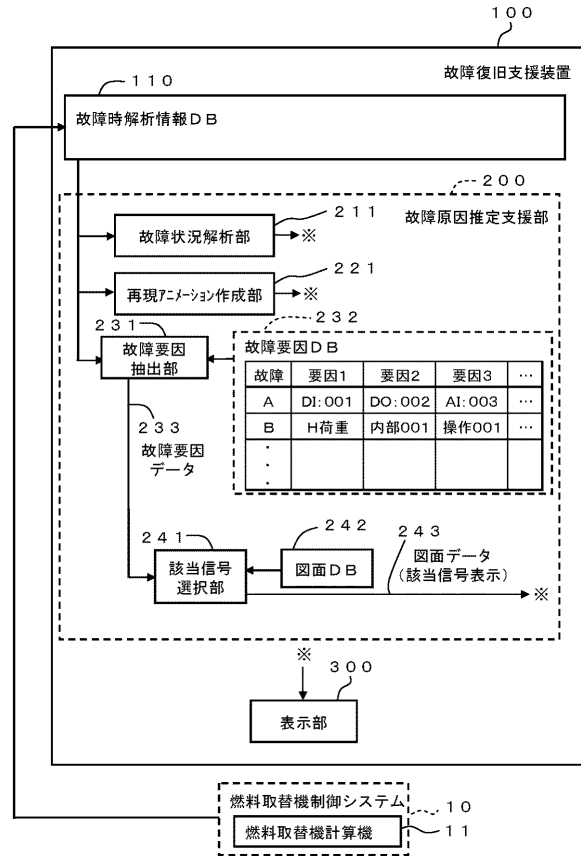 １００
故障復旧支援装置
１１０
故障時解析情報ＤＢ
２００
故障原因推定支援部
２１１
故障状況解析部
※
２２１
再現ｱﾆﾒｰｼｮﾝ作成部
※
２３１
故障要因
抽出部
２３２
故障要因ＤＢ
故障 要因1 要因2 要因3 …
A DI:001 DO:002 AI:003 …
B H荷重 内部001 操作001 …
・
・
・
２３３
故障要因
データ
２４１
該当信号
選択部
２４２
図面ＤＢ
２４３
図面データ
（該当信号表示）
※
※
３００
表示部
燃料取替機制御システム
１０
燃料取替機計算機
１１